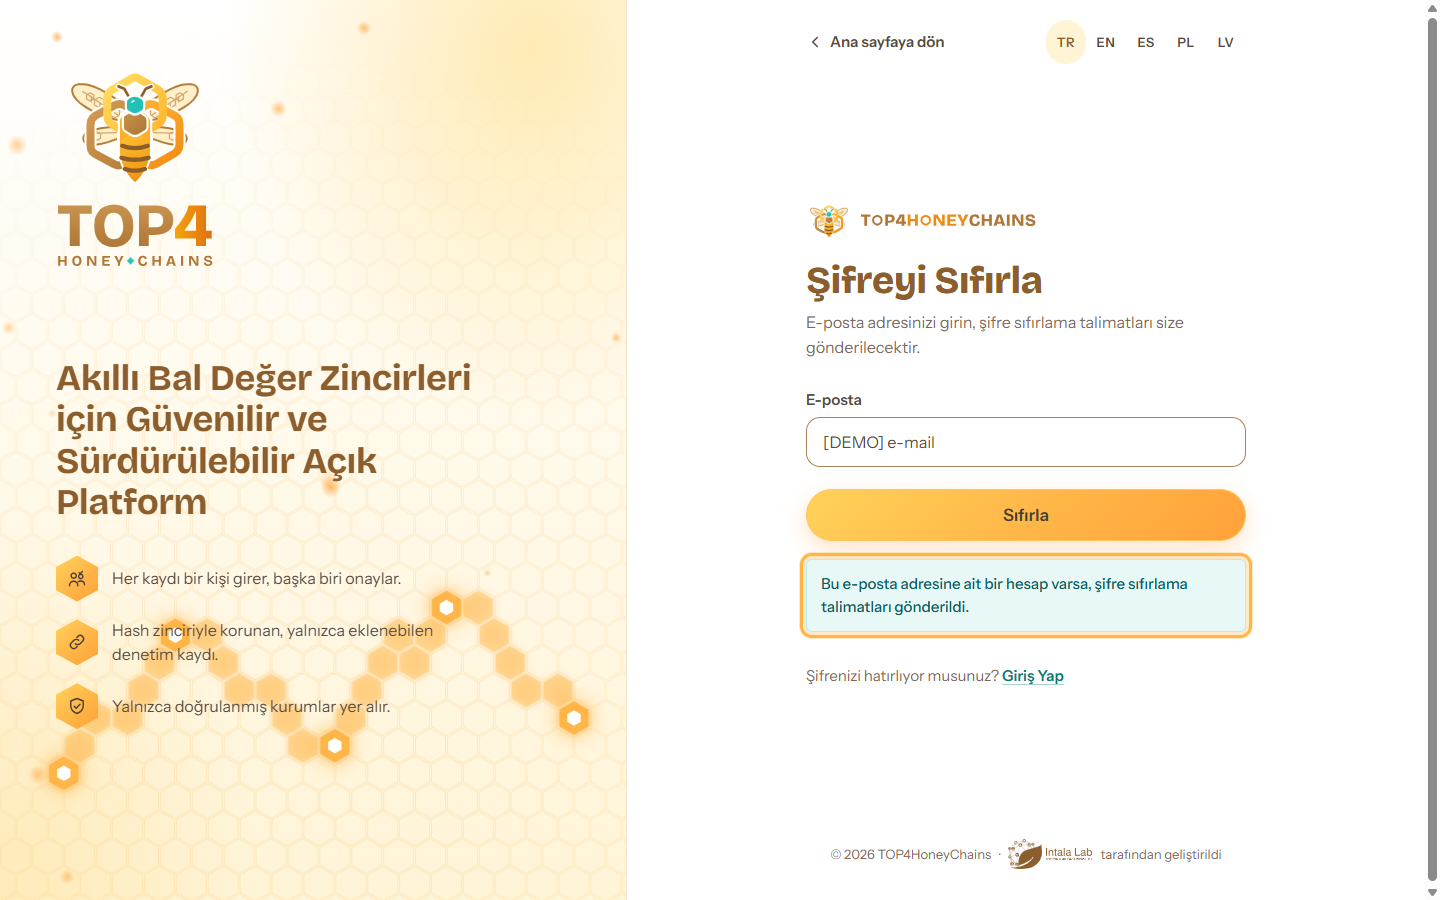 TOP4
HONEY CHAINS
Akıllı Bal Değer Zincirleri
için Güvenilir ve
Sürdürülebilir Açık
Platform
Her kaydı bir kişi girer, başka biri onaylar.
Hash zinciriyle korunan, yalnızca eklenebilen
denetim kaydı.
Yalnızca doğrulanmış kurumlar yer alır.
Ana sayfaya dön
TR EN ES PL LV
TOP4HONEYCHAINS
Şifreyi Sıfırla
E-posta adresinizi girin, şifre sıfırlama talimatları size
gönderilecektir.
E-posta
[DEMO] e-mail
Sıfırla
Bu e-posta adresine ait bir hesap varsa, şifre sıfırlama
talimatları gönderildi.
Şifrenizi hatırlıyor musunuz? Giriş Yap
© 2026 TOP4HoneyChains · Intala Lab tarafından geliştirildi